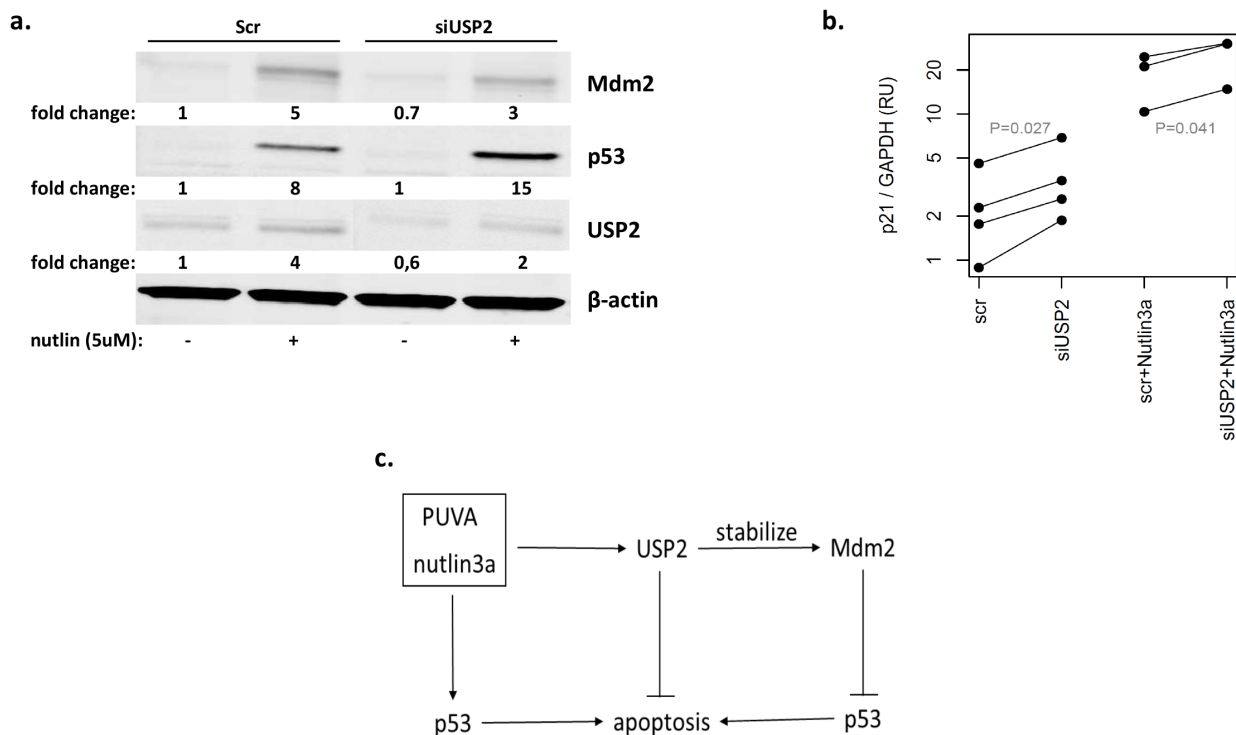 a.
Scr siUSP2
Mdm2
fold change: 1 5 0.7 3
p53
fold change: 1 8 1 15
USP2
fold change: 1 4 0,6 2
β-actin
nutlin (5uM): - + - +
b.
p21 / GAPDH (RU)
20
10
5
2
1
P=0.027
P=0.041
scr
siUSP2
scr+Nutlin3a
siUSP2+Nutlin3a
c.
PUVA
nutlin3a
USP2
stabilize
Mdm2
p53
apoptosis
p53